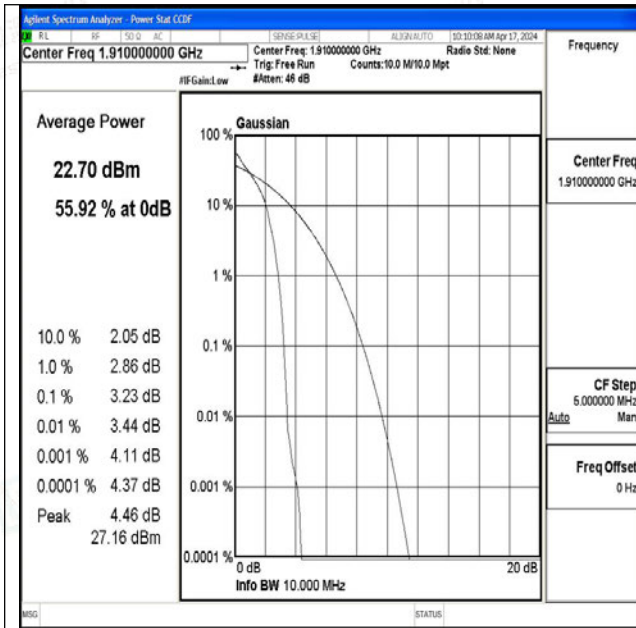 Agilent Spectrum Analyzer - Power Stat CCDF
RL RF 50 Ω AC SENSE:PULSE ALIGN AUTO 10:10:08 AM Apr 17, 2024
Center Freq 1.910000000 GHz
Center Freq: 1.910000000 GHz Radio Std: None
Trig: Free Run Counts:10.0 M/10.0 Mpt
#IFGain:Low #Atten: 46 dB
Frequency
Average Power
22.70 dBm
55.92 % at 0dB
10.0 % 2.05 dB
1.0 % 2.86 dB
0.1 % 3.23 dB
0.01 % 3.44 dB
0.001 % 4.11 dB
0.0001 % 4.37 dB
Peak 4.46 dB
27.16 dBm
Gaussian
100 %
10 %
1 %
0.1 %
0.01 %
0.001 %
0.0001 %
0 dB 20 dB
Info BW 10.000 MHz
Center Freq
1.910000000 GHz
CF Step
5.000000 MHz
Auto Man
Freq Offset
0 Hz
MSG STATUS